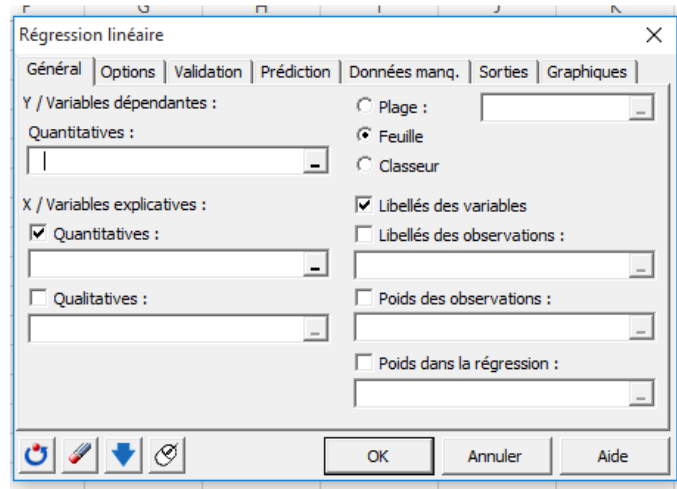 F G H I J K
Régression linéaire
Général Options Validation Prédiction Données manq. Sorties Graphiques
Y / Variables dépendantes :
Quantitatives :
Plage :
Feuille
Classeur
X / Variables explicatives :
Quantitatives :
Qualitatives :
Libellés des variables
Libellés des observations :
Poids des observations :
Poids dans la régression :
OK Annuler Aide